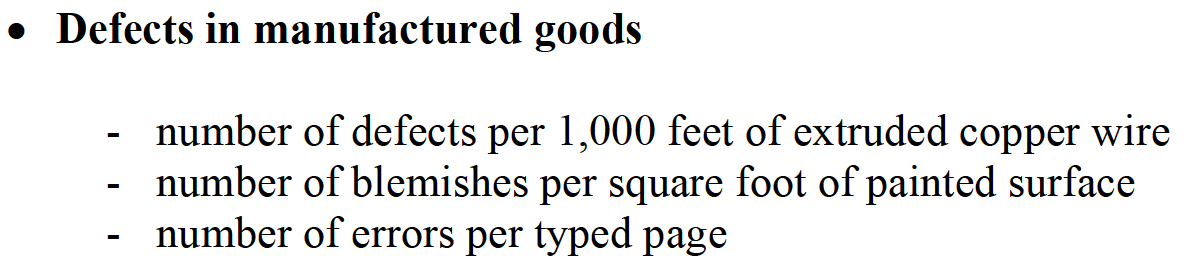 • Defects in manufactured goods
- number of defects per 1,000 feet of extruded copper wire
- number of blemishes per square foot of painted surface
- number of errors per typed page